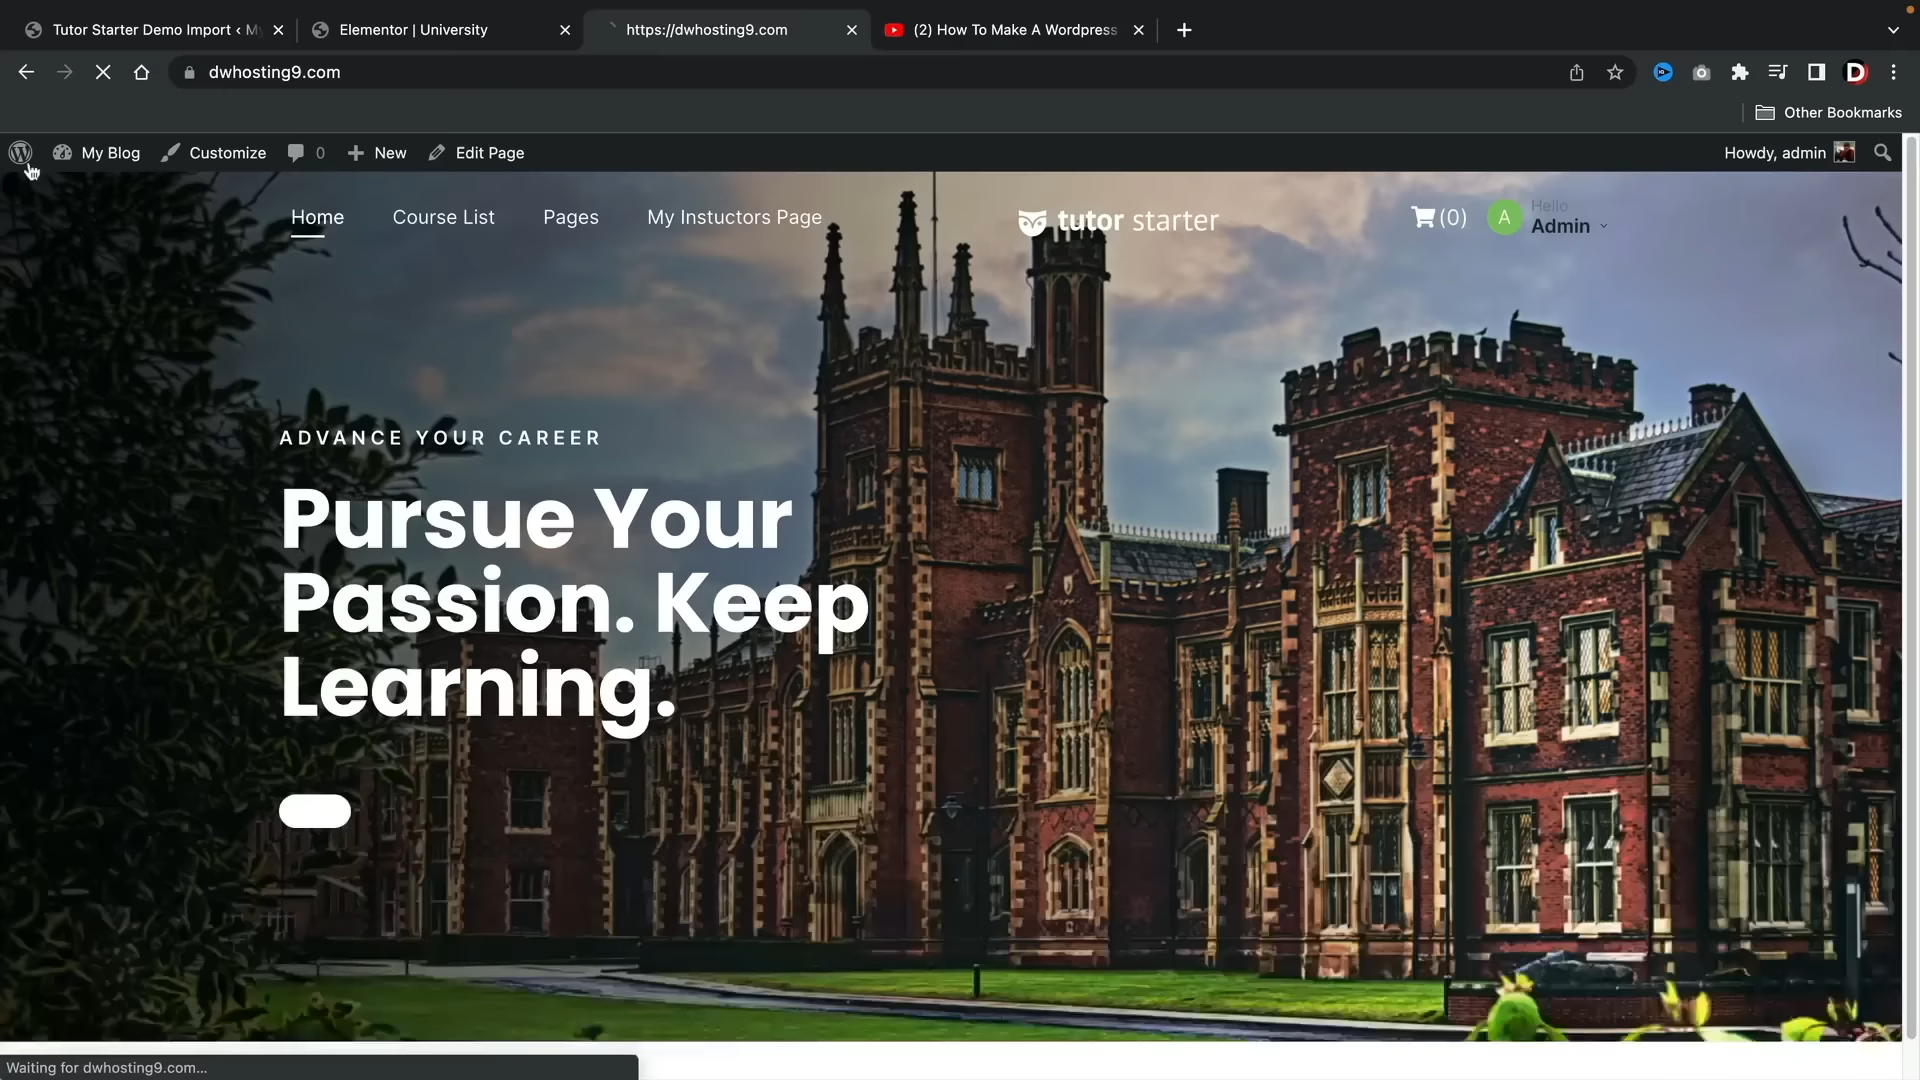 Tutor Starter Demo Import ‹ My
Elementor | University
https://dwhosting9.com
(2) How To Make A Wordpress
dwhosting9.com
Other Bookmarks
My Blog
Customize
0
New
Edit Page
Howdy, admin
Home
Course List
Pages
My Instuctors Page
tutor starter
(0)
A
Hello
Admin
ADVANCE YOUR CAREER
Pursue Your
Passion. Keep
Learning.
Waiting for dwhosting9.com...